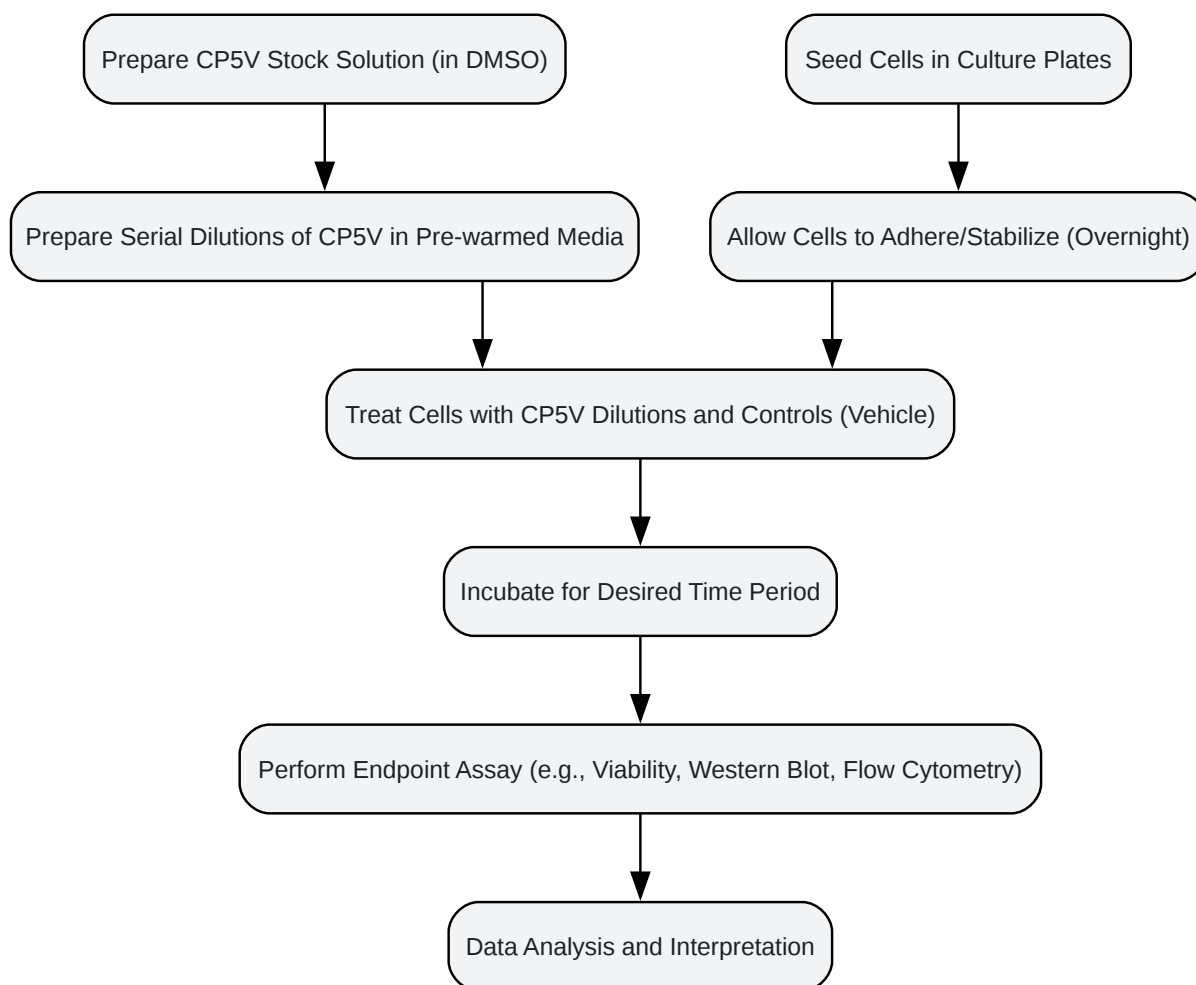 Prepare CP5V Stock Solution (in DMSO)
Seed Cells in Culture Plates
Prepare Serial Dilutions of CP5V in Pre-warmed Media
Allow Cells to Adhere/Stabilize (Overnight)
Treat Cells with CP5V Dilutions and Controls (Vehicle)
Incubate for Desired Time Period
Perform Endpoint Assay (e.g., Viability, Western Blot, Flow Cytometry)
Data Analysis and Interpretation